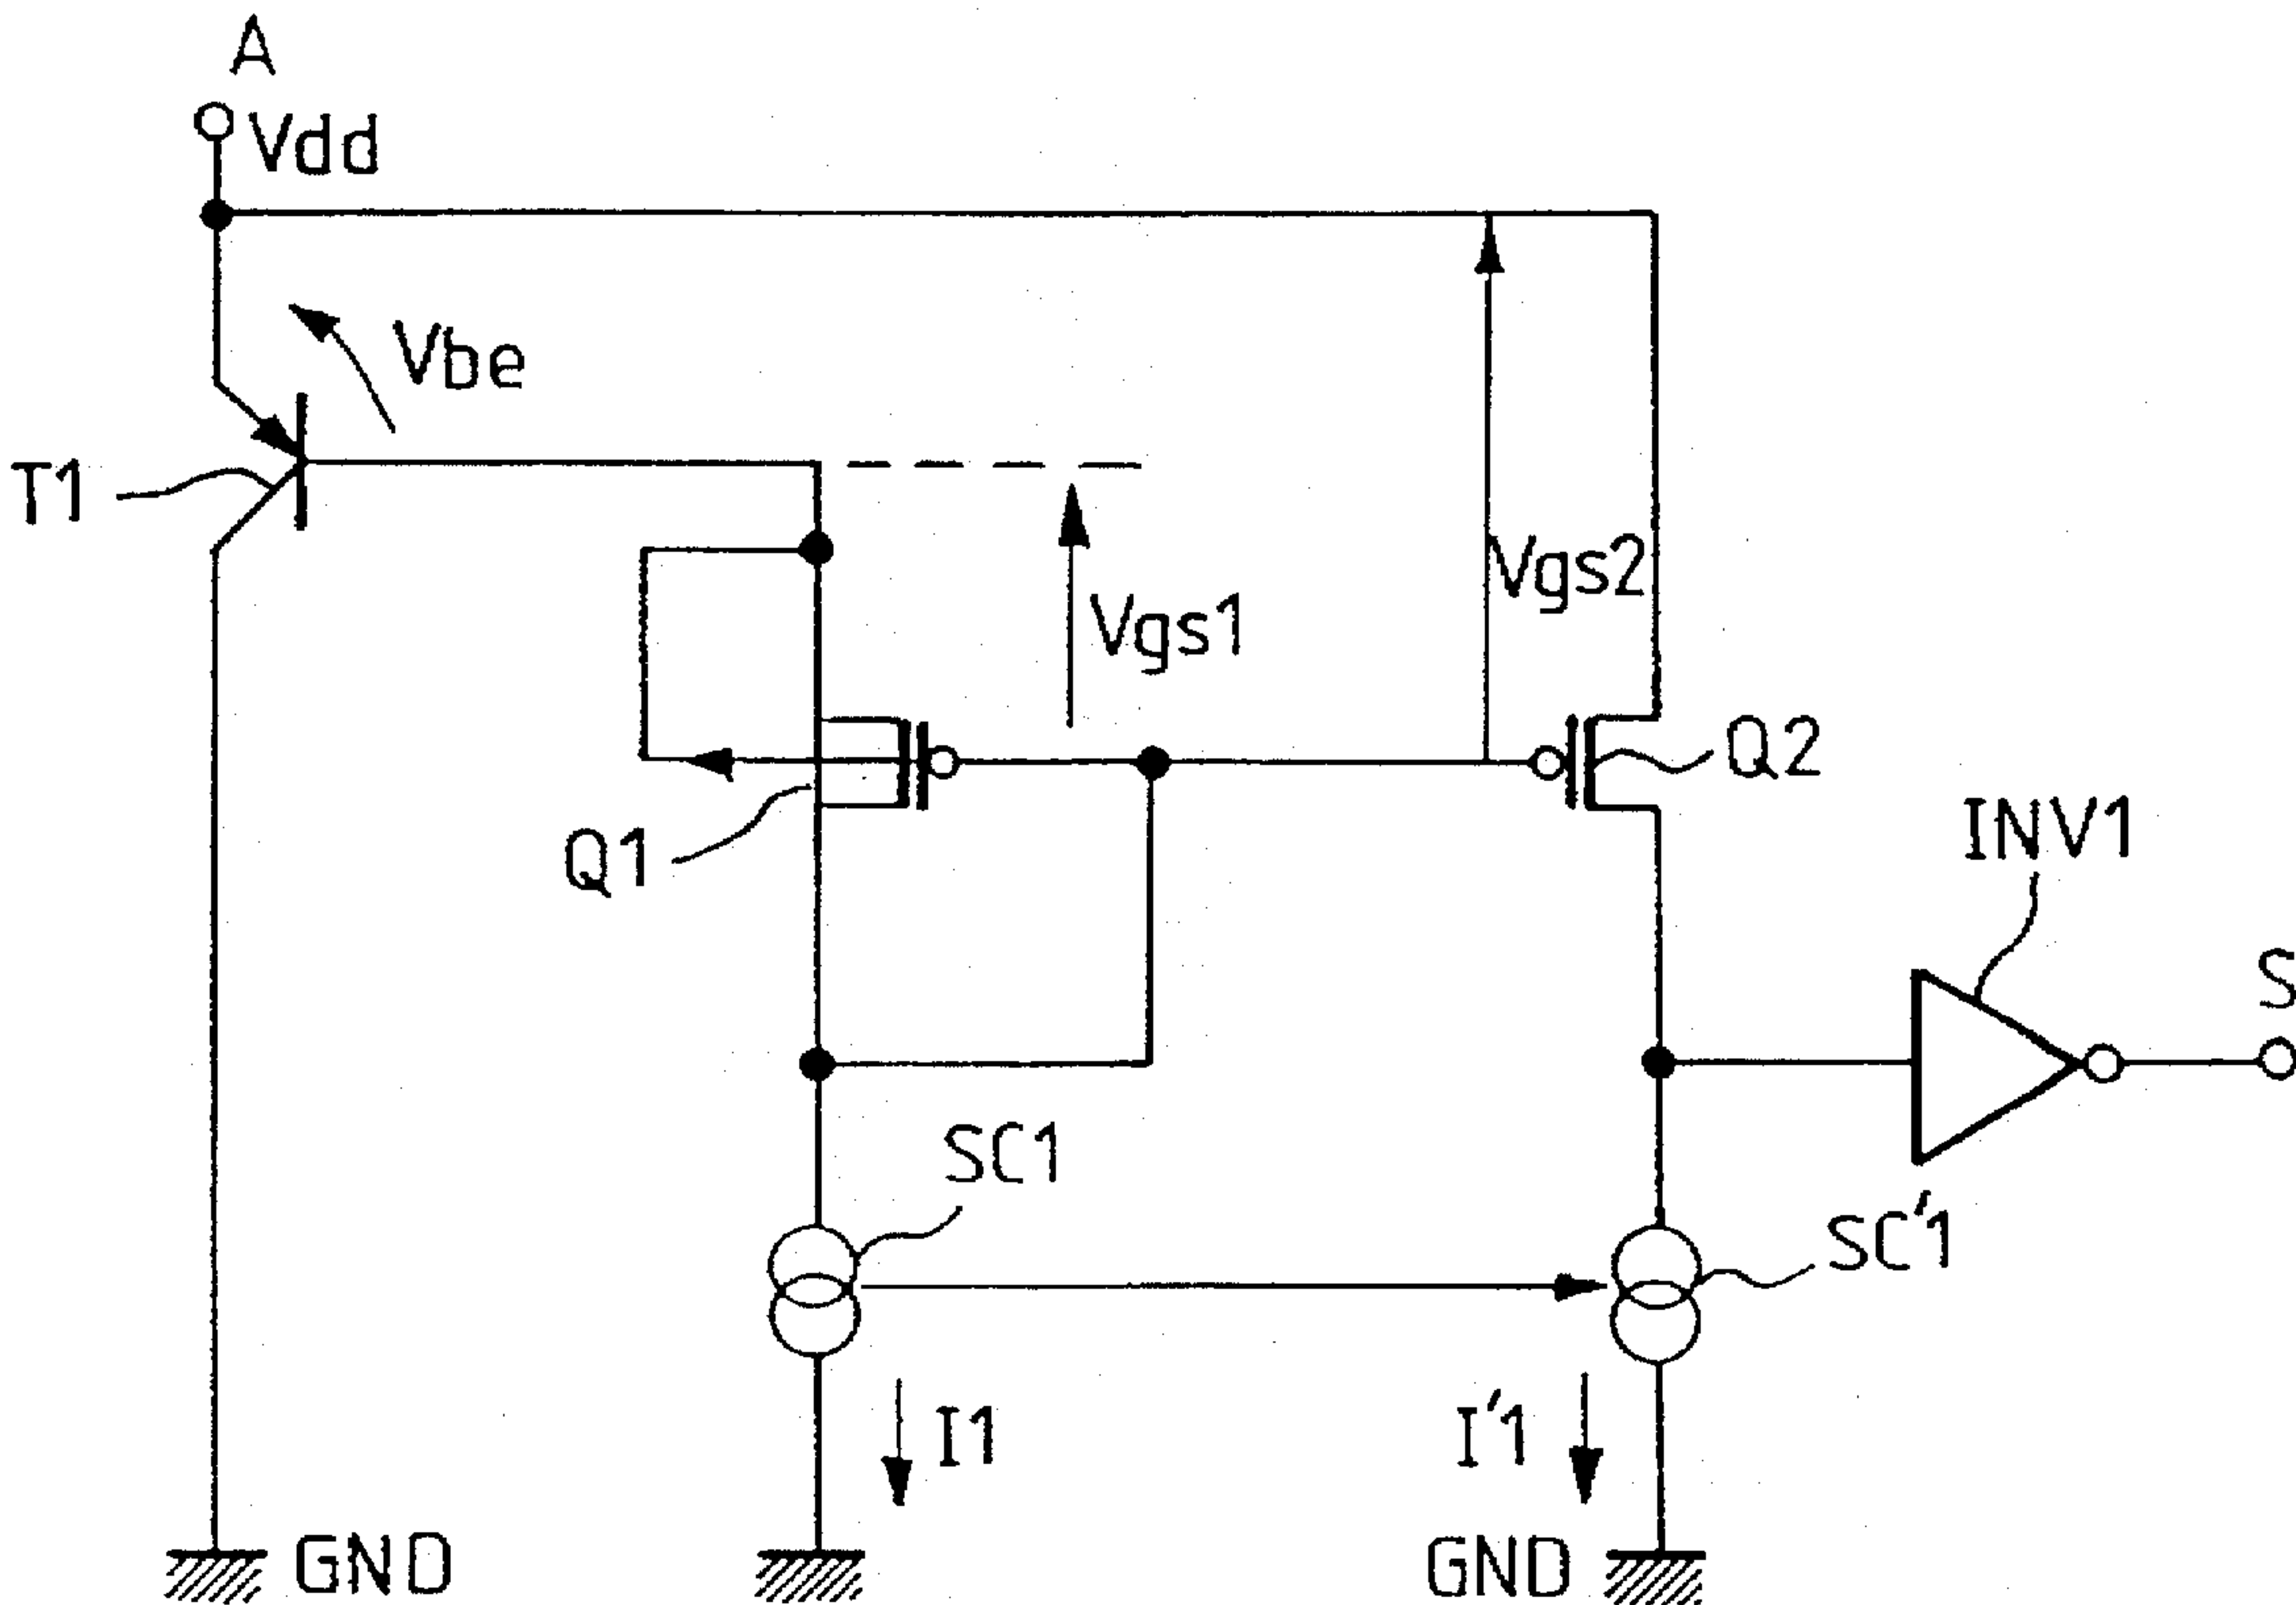 A
Vdd
Vbe
T1
Vgs1
Vgs2
Q1
Q2
INV1
S
SC1
SC'1
I1
I'1
GND
GND